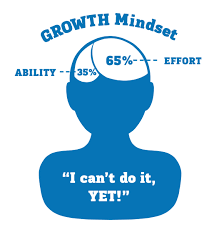 GROWTH Mindset
65% EFFORT
ABILITY 35%
“I can’t do it,
YET!”